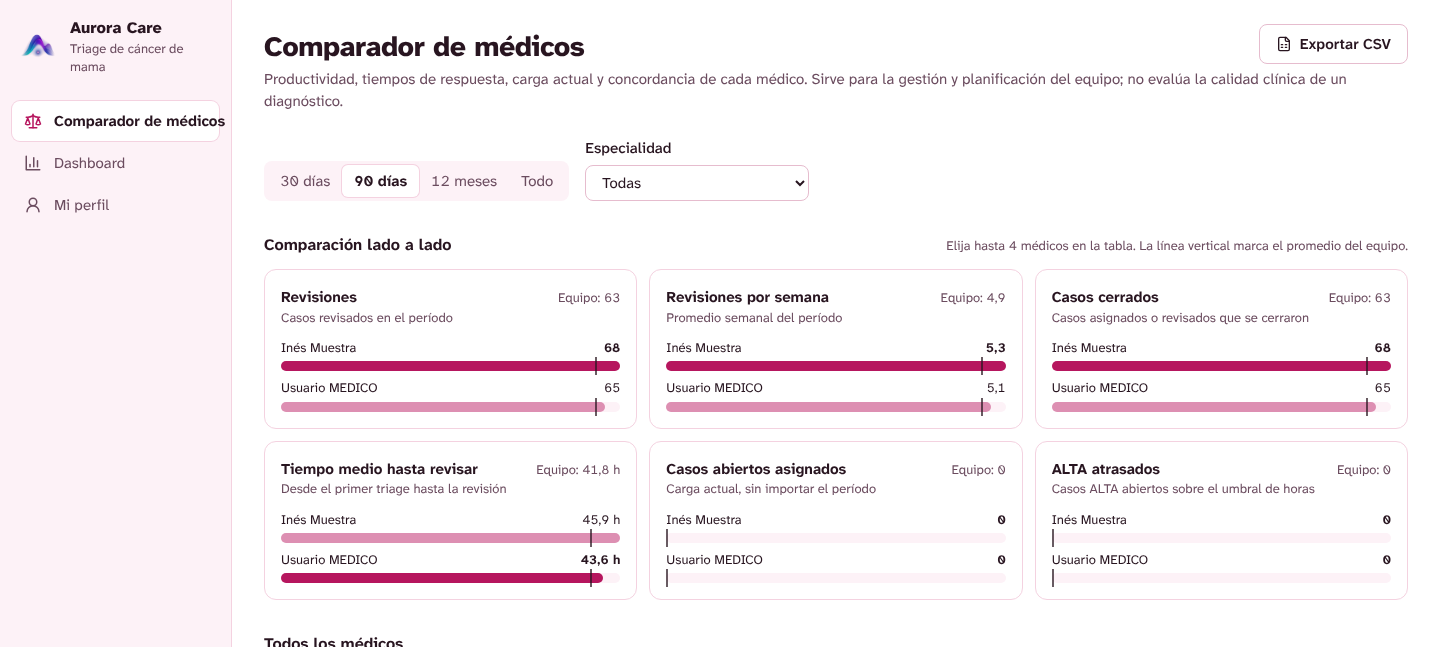 Aurora Care
Triage de cáncer de
mama
Comparador de médicos
Dashboard
Mi perfil
Comparador de médicos
Exportar CSV
Productividad, tiempos de respuesta, carga actual y concordancia de cada médico. Sirve para la gestión y planificación del equipo; no evalúa la calidad clínica de un
diagnóstico.
Especialidad
30 días 90 días 12 meses Todo
Todas
Comparación lado a lado
Elija hasta 4 médicos en la tabla. La línea vertical marca el promedio del equipo.
Revisiones Equipo: 63
Casos revisados en el período
Inés Muestra 68
Usuario MEDICO 65
Revisiones por semana Equipo: 4,9
Promedio semanal del período
Inés Muestra 5,3
Usuario MEDICO 5,1
Casos cerrados Equipo: 63
Casos asignados o revisados que se cerraron
Inés Muestra 68
Usuario MEDICO 65
Tiempo medio hasta revisar Equipo: 41,8 h
Desde el primer triage hasta la revisión
Inés Muestra 45,9 h
Usuario MEDICO 43,6 h
Casos abiertos asignados Equipo: 0
Carga actual, sin importar el período
Inés Muestra 0
Usuario MEDICO 0
ALTA atrasados Equipo: 0
Casos ALTA abiertos sobre el umbral de horas
Inés Muestra 0
Usuario MEDICO 0
Todos los médicos